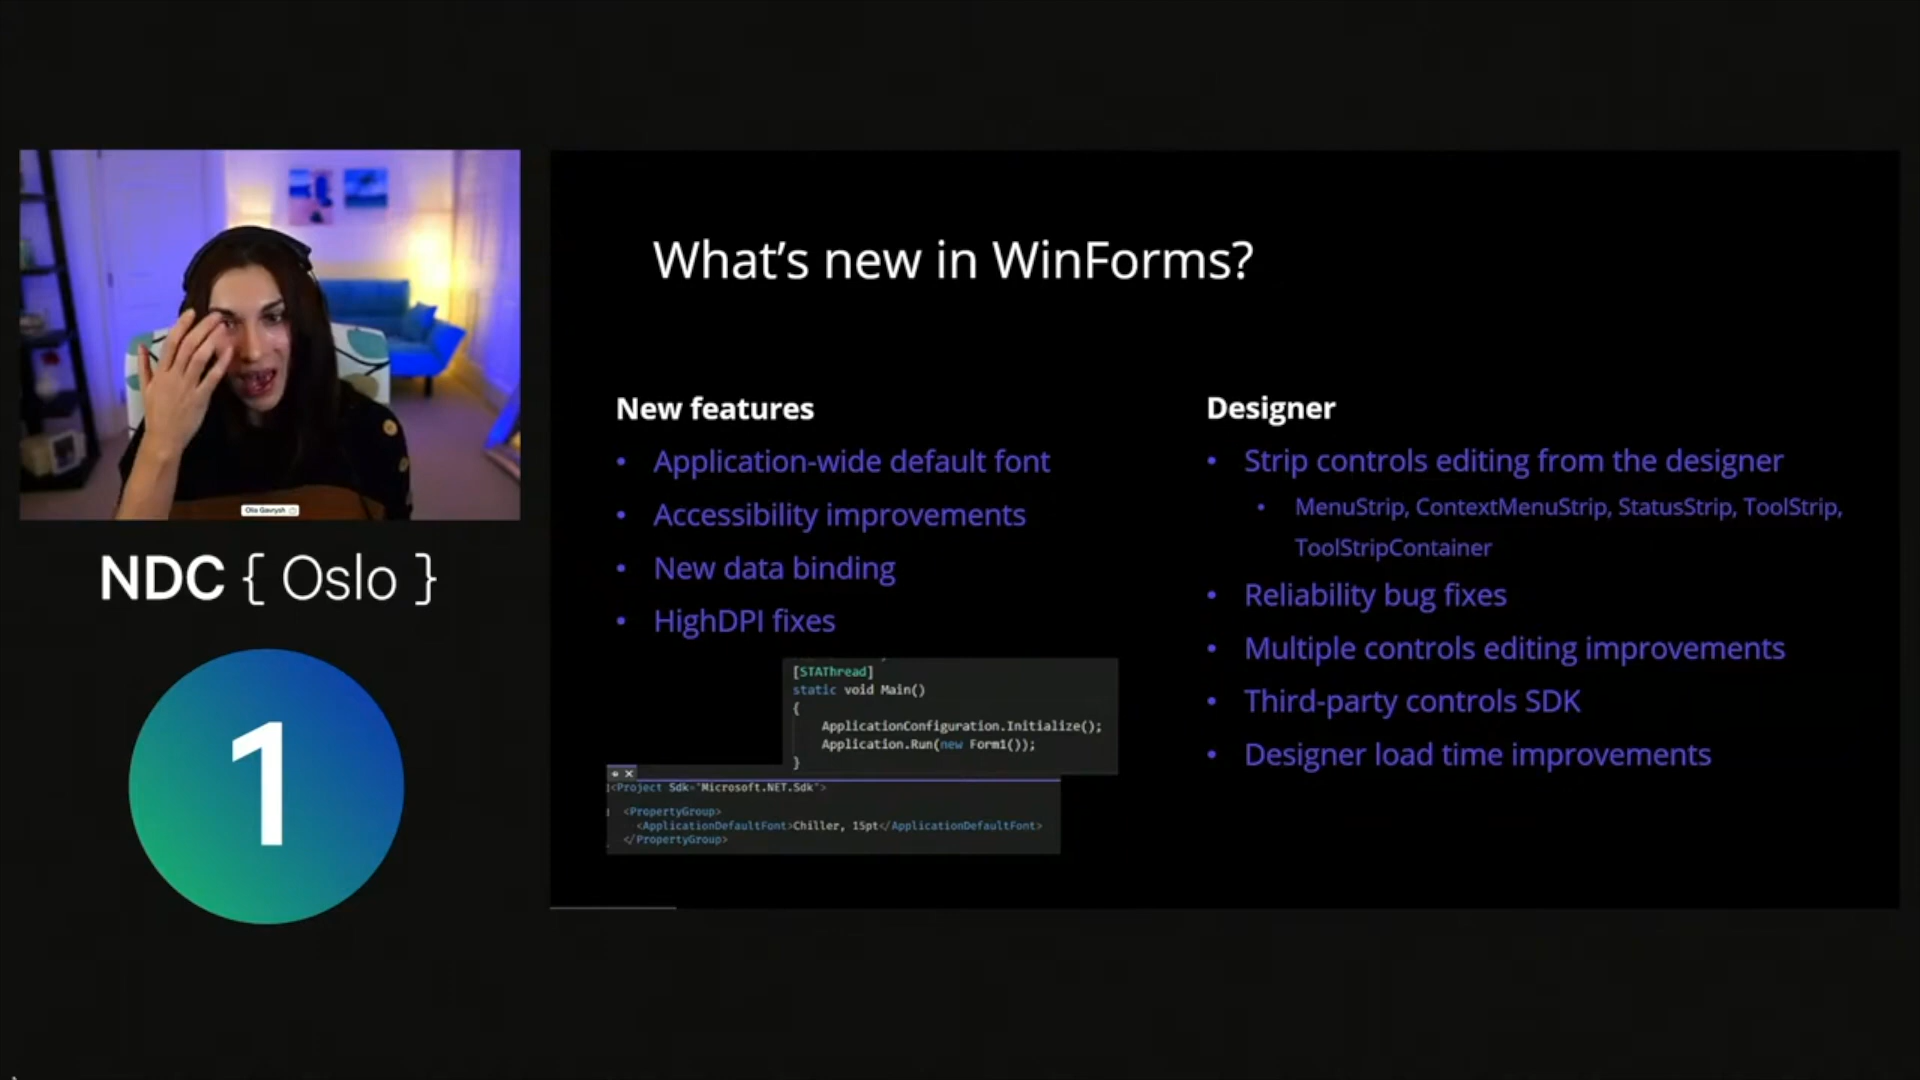 Olia Gavrysh
NDC { Oslo }
1
What's new in WinForms?
New features
• Application-wide default font
• Accessibility improvements
• New data binding
• HighDPI fixes
[STAThread]
static void Main()
{
ApplicationConfiguration.Initialize();
Application.Run(new Form1());
}
<Project Sdk="Microsoft.NET.Sdk">
<PropertyGroup>
<ApplicationDefaultFont>Chiller, 15pt</ApplicationDefaultFont>
</PropertyGroup>
Designer
• Strip controls editing from the designer
• MenuStrip, ContextMenuStrip, StatusStrip, ToolStrip,
ToolStripContainer
• Reliability bug fixes
• Multiple controls editing improvements
• Third-party controls SDK
• Designer load time improvements